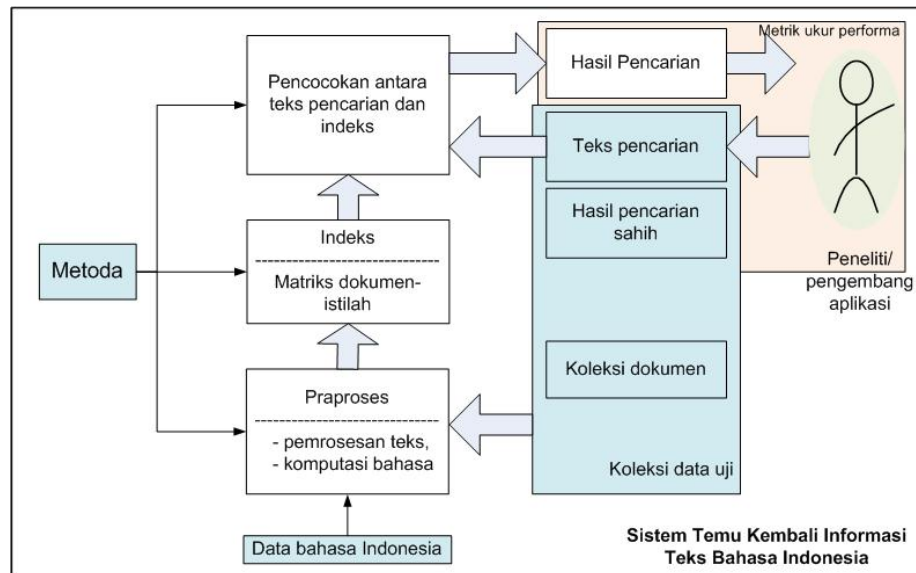 Metrik ukur performa
Hasil Pencarian
Pencocokan antara
teks pencarian dan
indeks
Teks pencarian
Hasil pencarian
sahih
Peneliti/
pengembang
aplikasi
Metoda
Indeks
Matriks dokumen-
istilah
Koleksi dokumen
Praproses
- pemrosesan teks,
- komputasi bahasa
Koleksi data uji
Data bahasa Indonesia
Sistem Temu Kembali Informasi
Teks Bahasa Indonesia